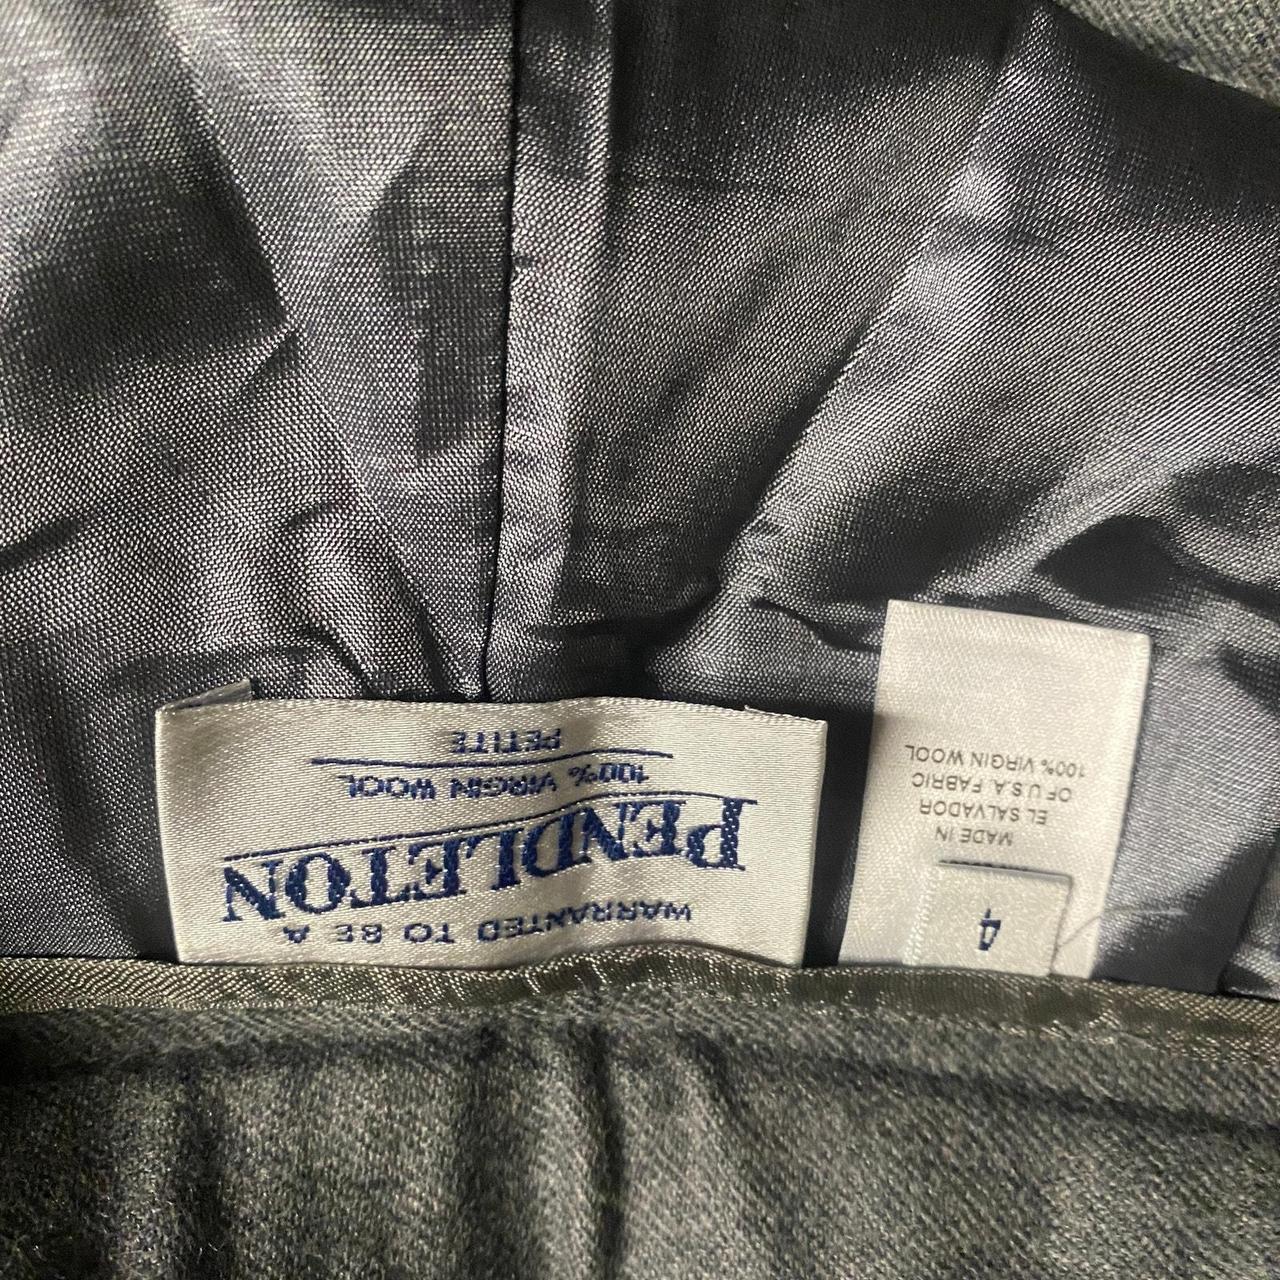 WARRANTED TO BE A
PENDLETON
100% VIRGIN WOOL
PETITE
4
MADE IN
EL SALVADOR
OF U.S.A. FABRIC
100% VIRGIN WOOL